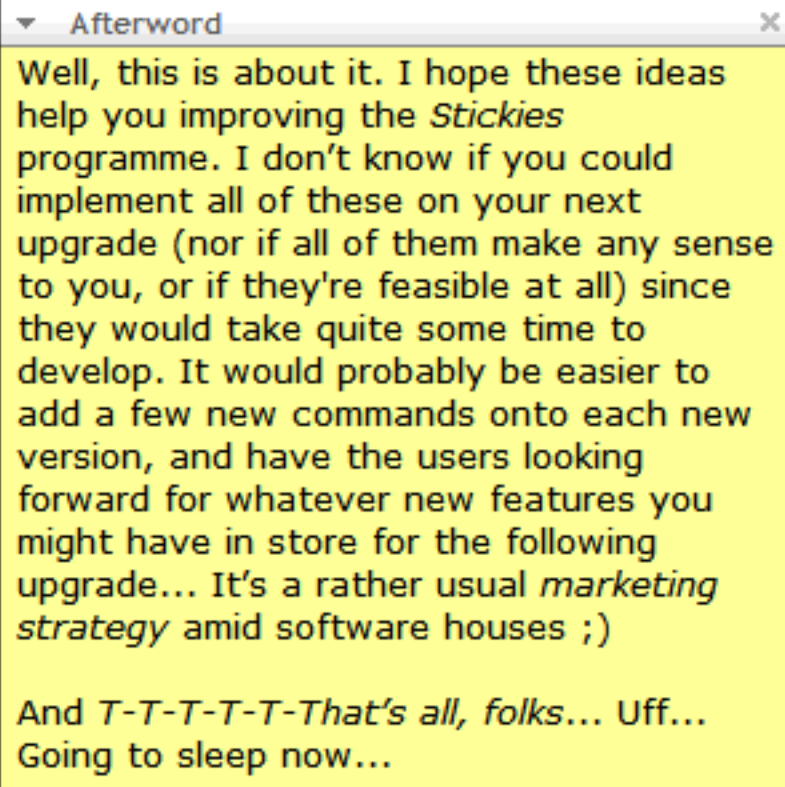 Afterword
Well, this is about it. I hope these ideas
help you improving the Stickies
programme. I don’t know if you could
implement all of these on your next
upgrade (nor if all of them make any sense
to you, or if they're feasible at all) since
they would take quite some time to
develop. It would probably be easier to
add a few new commands onto each new
version, and have the users looking
forward for whatever new features you
might have in store for the following
upgrade... It’s a rather usual marketing
strategy amid software houses ;)
And T-T-T-T-T-That’s all, folks... Uff...
Going to sleep now...